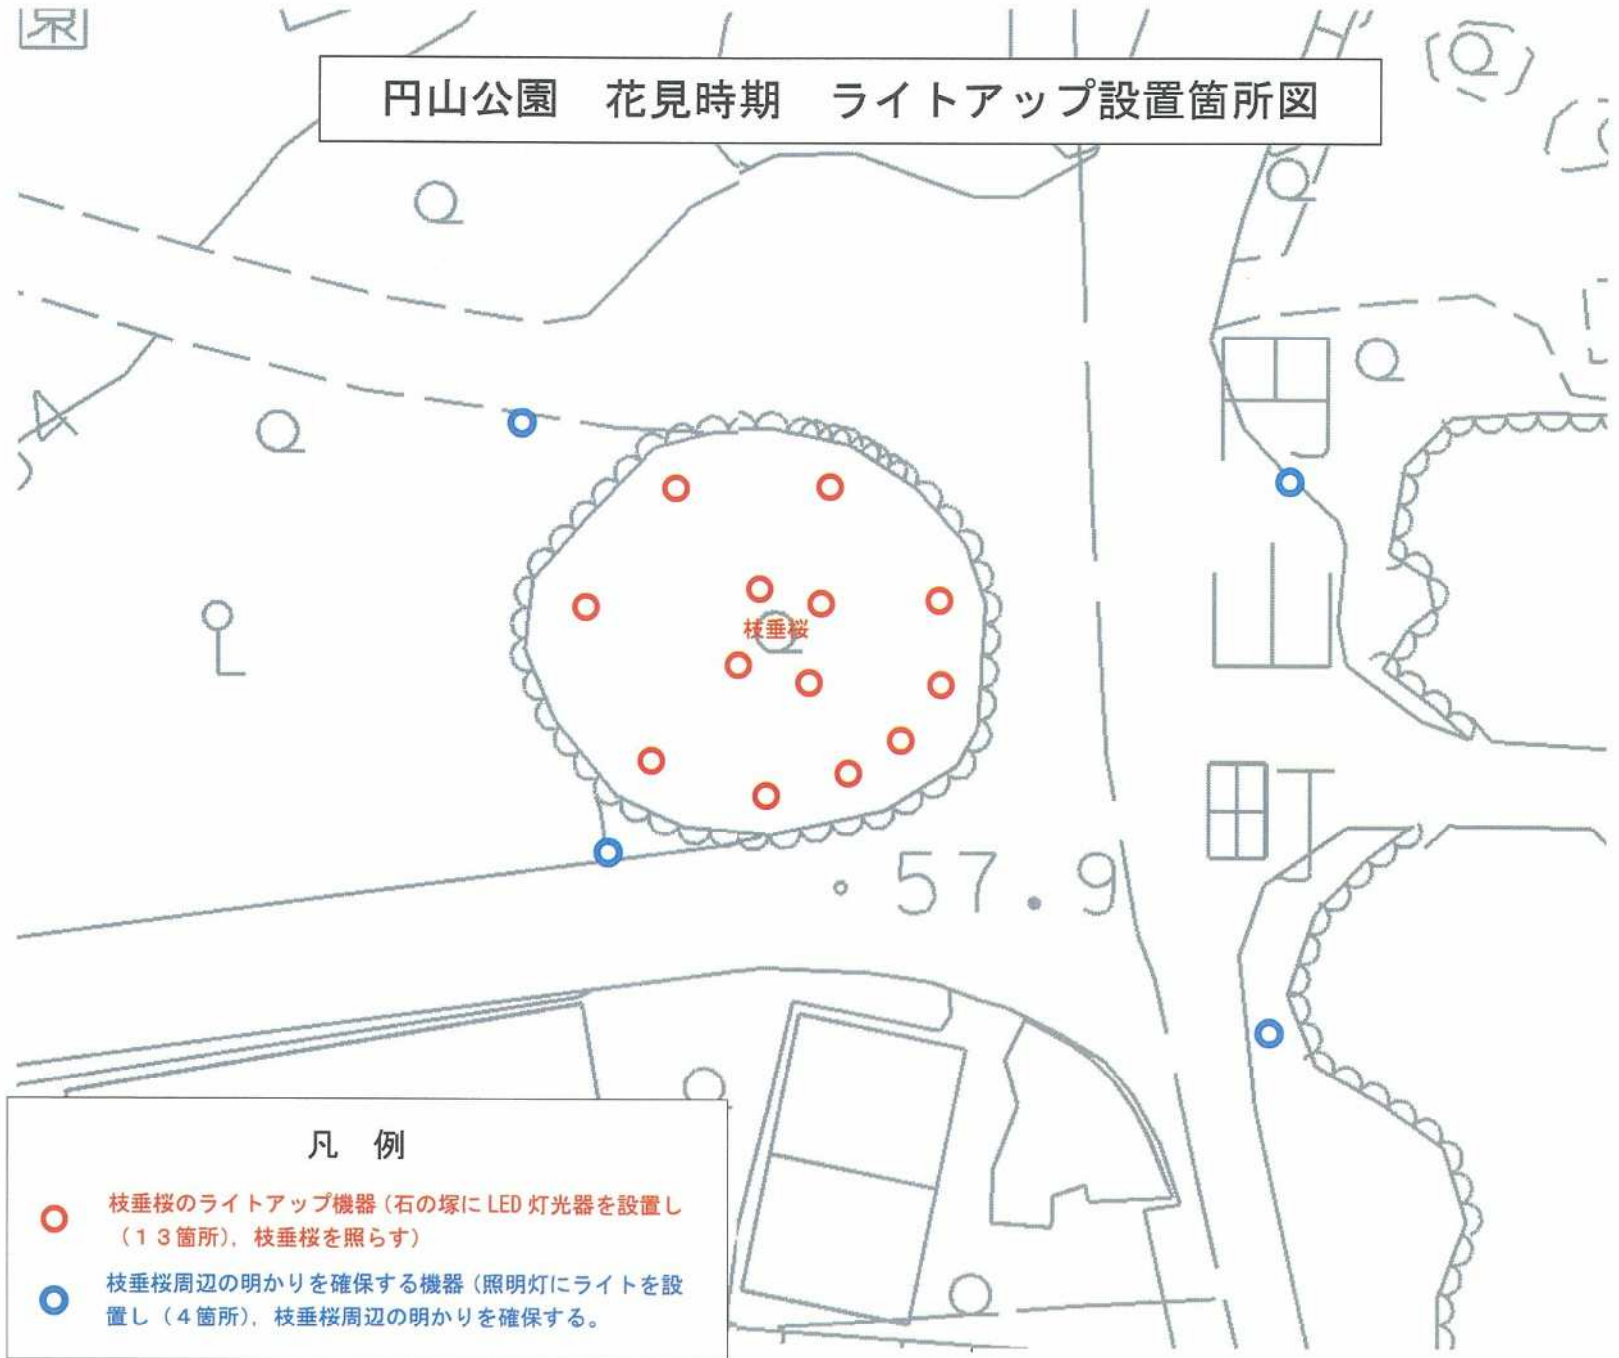 円山公園　花見時期　ライトアップ設置箇所図
枝垂桜
57.9
凡　例
枝垂桜のライトアップ機器（石の塚にLED灯光器を設置し
（１３箇所），枝垂桜を照らす）
枝垂桜周辺の明かりを確保する機器（照明灯にライトを設
置し（４箇所），枝垂桜周辺の明かりを確保する。